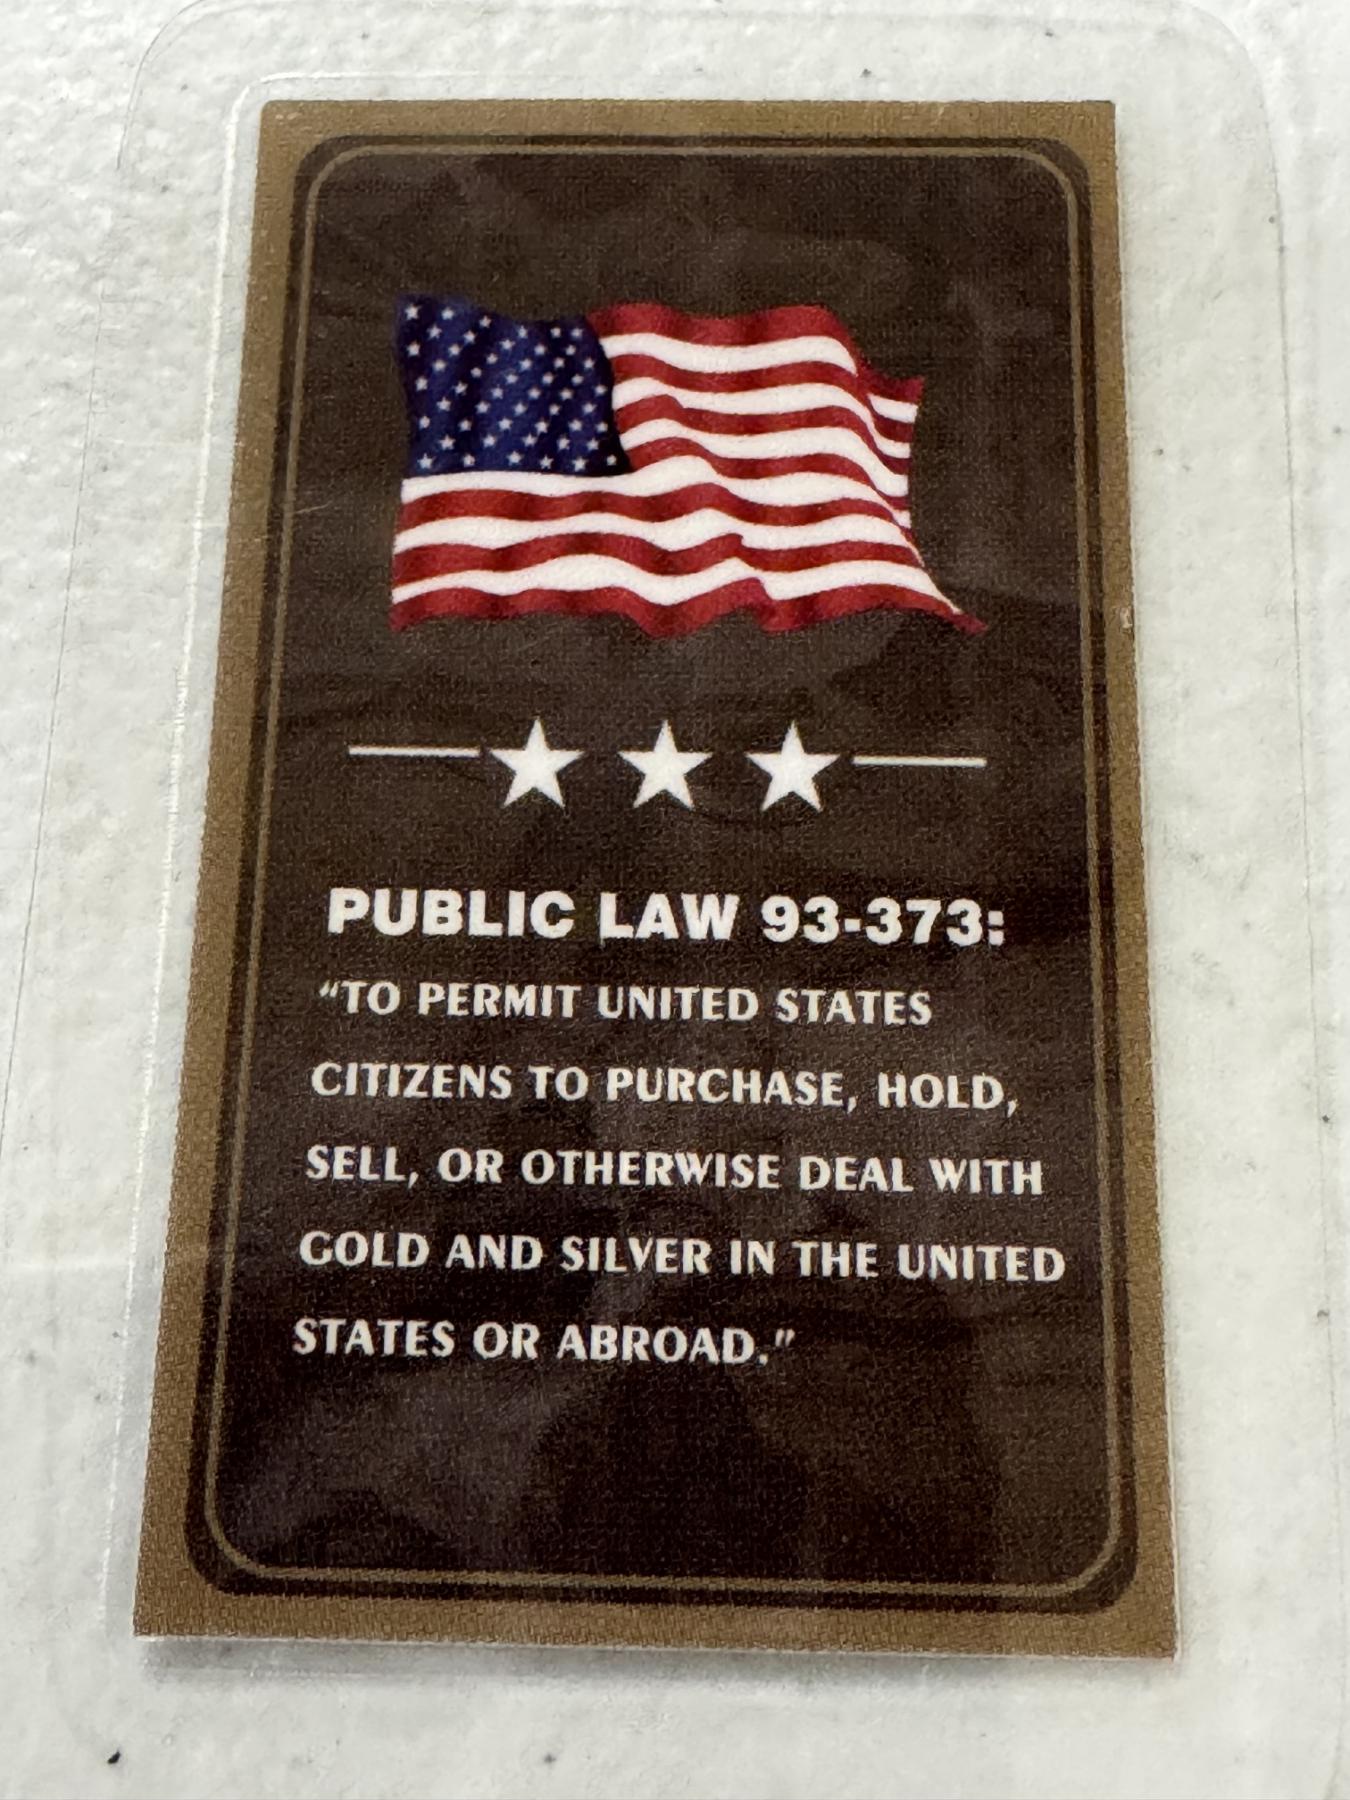 PUBLIC LAW 93-373:
“TO PERMIT UNITED STATES
CITIZENS TO PURCHASE, HOLD,
SELL, OR OTHERWISE DEAL WITH
GOLD AND SILVER IN THE UNITED
STATES OR ABROAD."